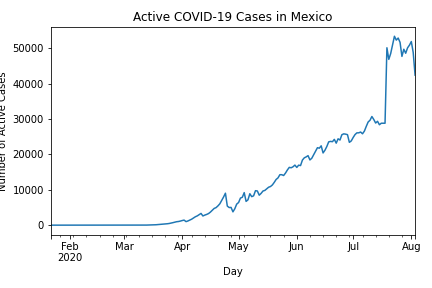 Active COVID-19 Cases in Mexico
Number of Active Cases
50000
40000
30000
20000
10000
0
Feb
2020
Mar
Apr
May
Jun
Jul
Aug
Day